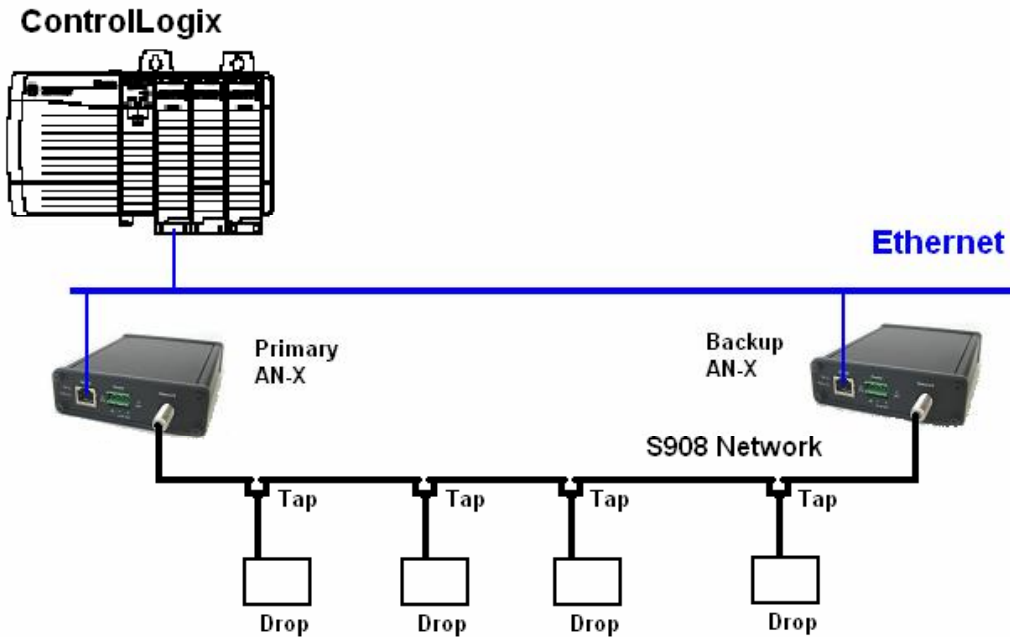 ControlLogix
Ethernet
Primary
AN-X
Backup
AN-X
S908 Network
Tap
Tap
Tap
Tap
Drop
Drop
Drop
Drop